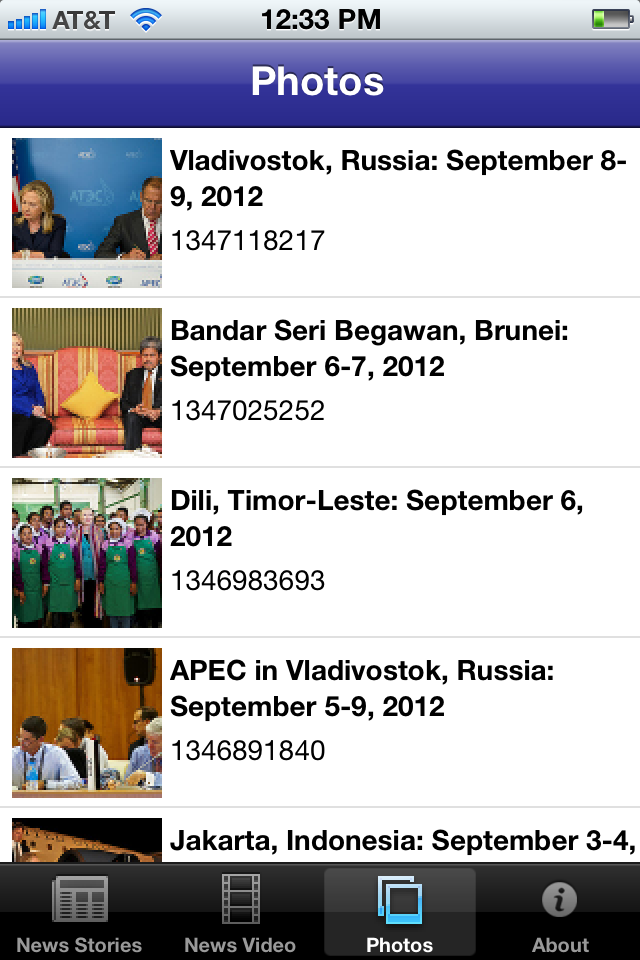 AT&T 12:33 PM
Photos
Vladivostok, Russia: September 8-
9, 2012
1347118217
Bandar Seri Begawan, Brunei:
September 6-7, 2012
1347025252
Dili, Timor-Leste: September 6,
2012
1346983693
APEC in Vladivostok, Russia:
September 5-9, 2012
1346891840
Jakarta, Indonesia: September 3-4,
News Stories News Video Photos About